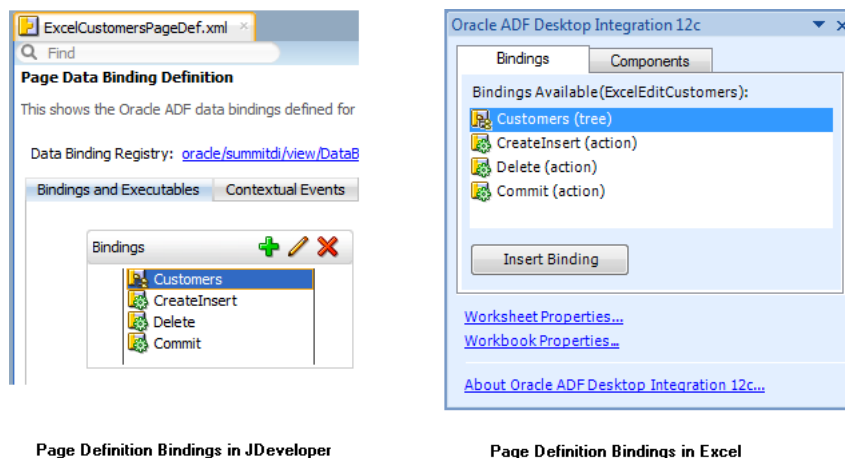 ExcelCustomersPageDef.xml
Find
Page Data Binding Definition
This shows the Oracle ADF data bindings defined for
Data Binding Registry: oracle/summitdi/view/DataB
Bindings and Executables
Contextual Events
Bindings
Customers
CreateInsert
Delete
Commit
Page Definition Bindings in JDeveloper
Oracle ADF Desktop Integration 12c
Bindings
Components
Bindings Available(ExcelEditCustomers):
Customers (tree)
CreateInsert (action)
Delete (action)
Commit (action)
Insert Binding
Worksheet Properties...
Workbook Properties...
About Oracle ADF Desktop Integration 12c...
Page Definition Bindings in Excel